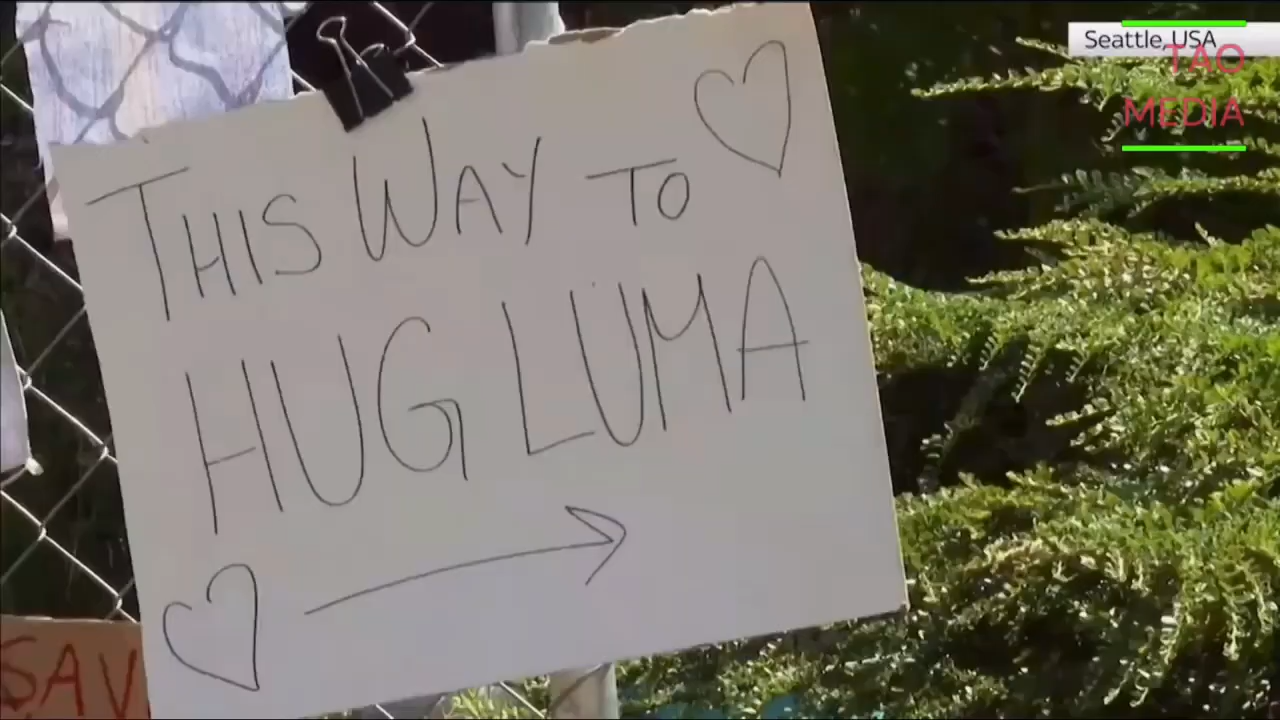 Seattle, USA
TAO
MEDIA
THIS WAY TO
HUG LUMA
SAV